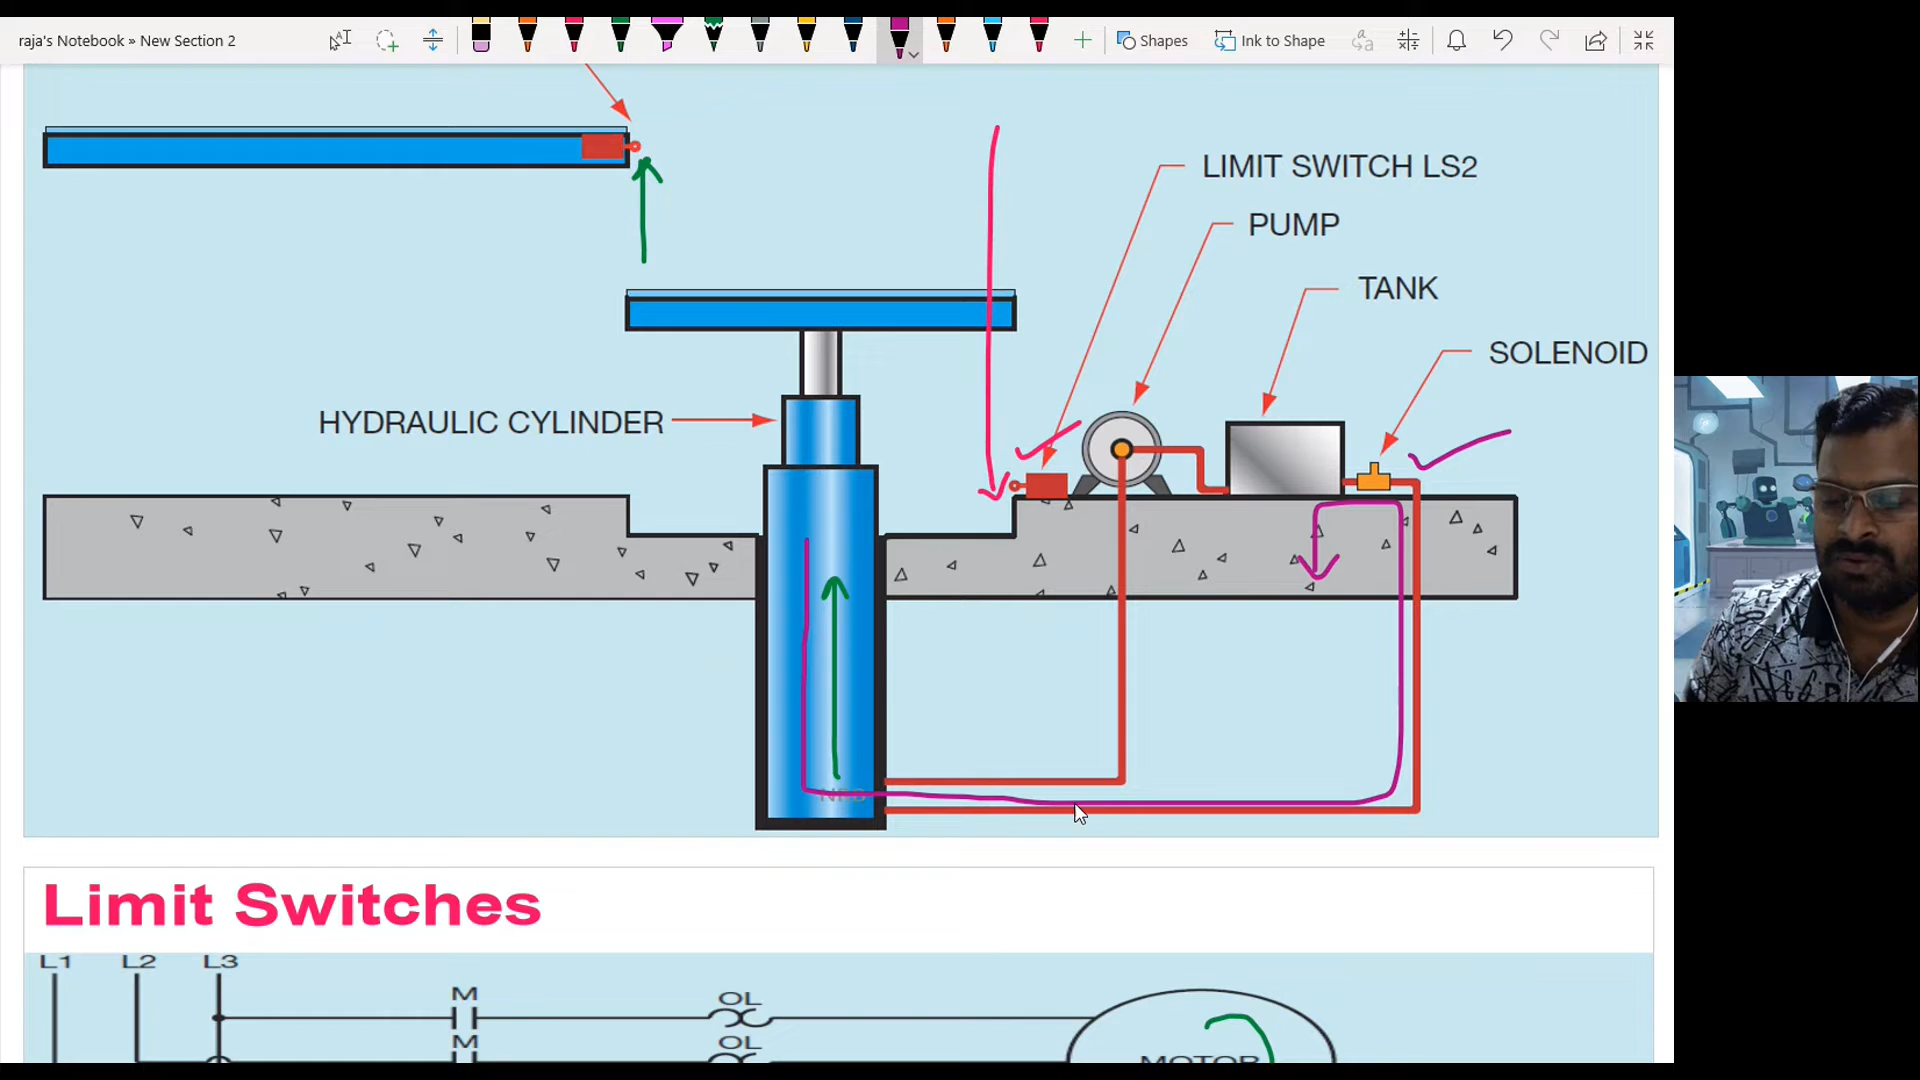 raja's Notebook » New Section 2
Shapes
Ink to Shape
LIMIT SWITCH LS2
PUMP
TANK
SOLENOID
HYDRAULIC CYLINDER
Limit Switches
L1 L2 L3
M OL
M OL
MOTOR